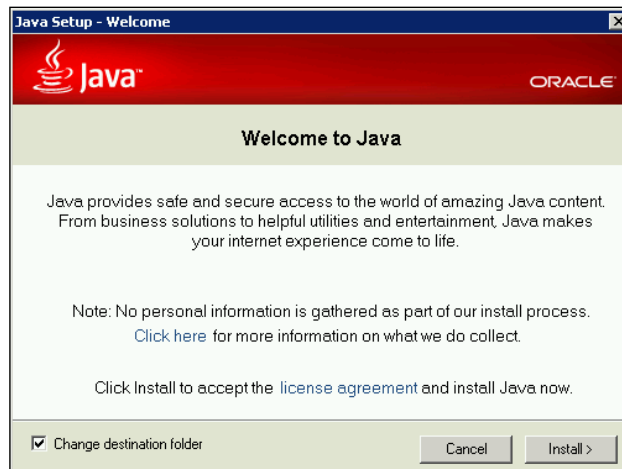 Java Setup - Welcome
Java™
ORACLE
Welcome to Java
Java provides safe and secure access to the world of amazing Java content.
From business solutions to helpful utilities and entertainment, Java makes
your internet experience come to life.
Note: No personal information is gathered as part of our install process.
Click here for more information on what we do collect.
Click Install to accept the license agreement and install Java now.
Change destination folder
Cancel
Install >